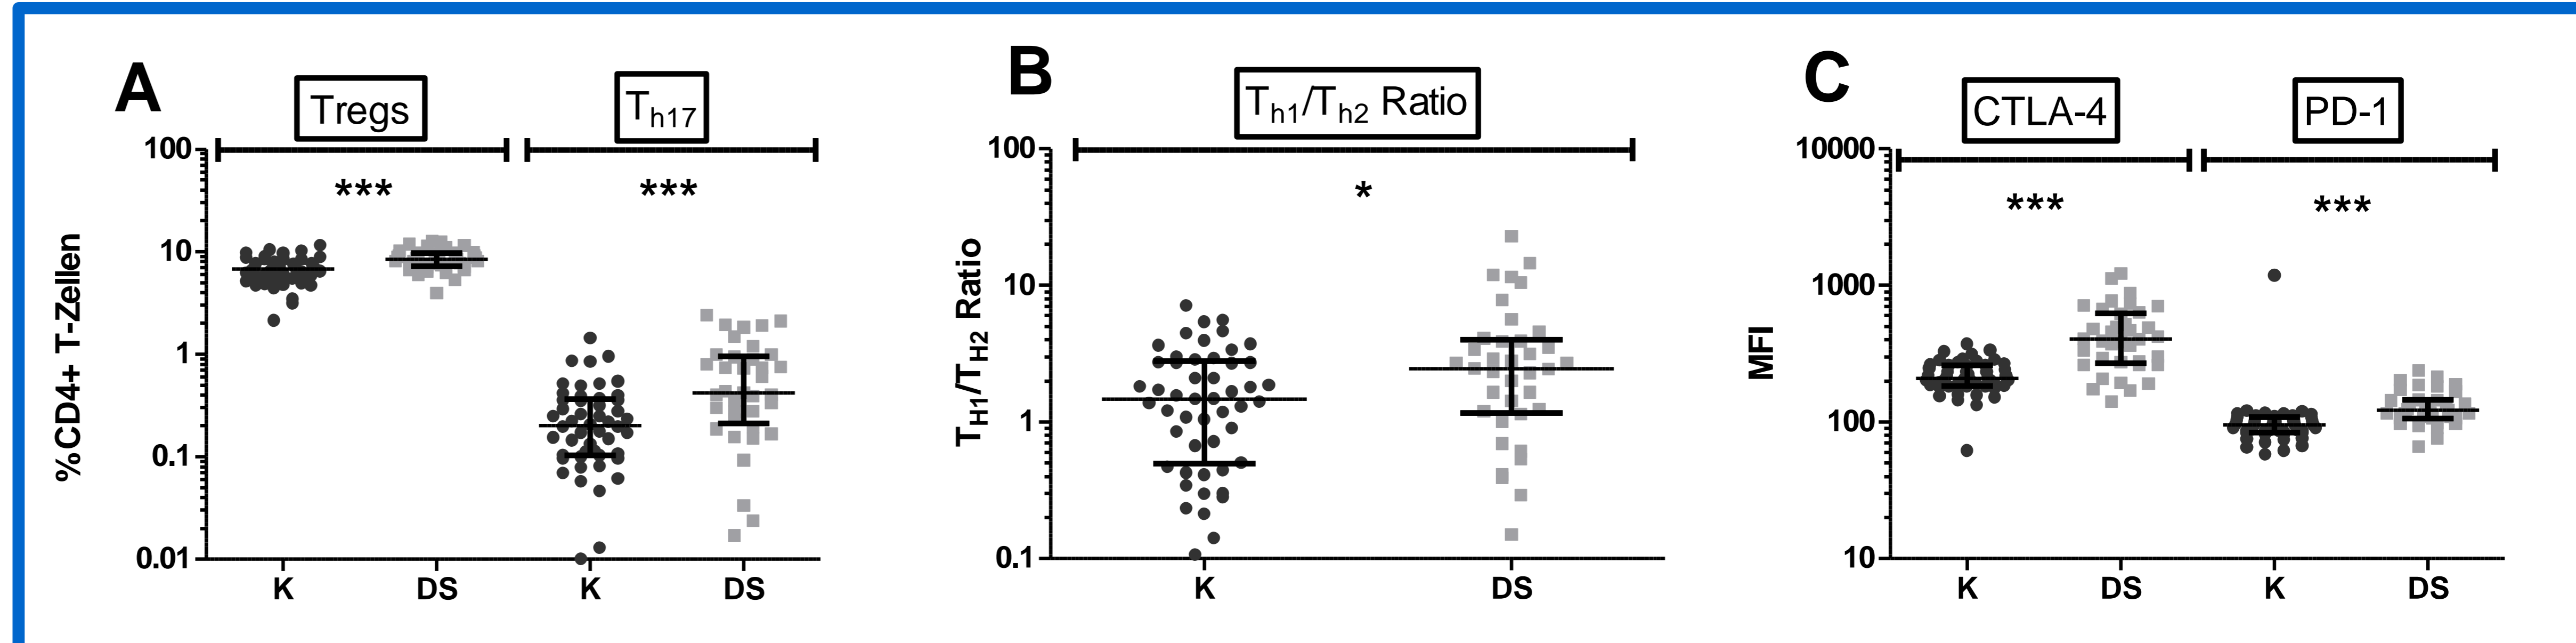 A
Tregs
Th17
100
10
1
0.1
0.01
%CD4+ T-Zellen
***
***
K
DS
K
DS
B
Th1/Th2 Ratio
100
10
1
0.1
TH1/TH2 Ratio
*
K
DS
C
CTLA-4
PD-1
10000
1000
100
10
MFI
***
***
K
DS
K
DS